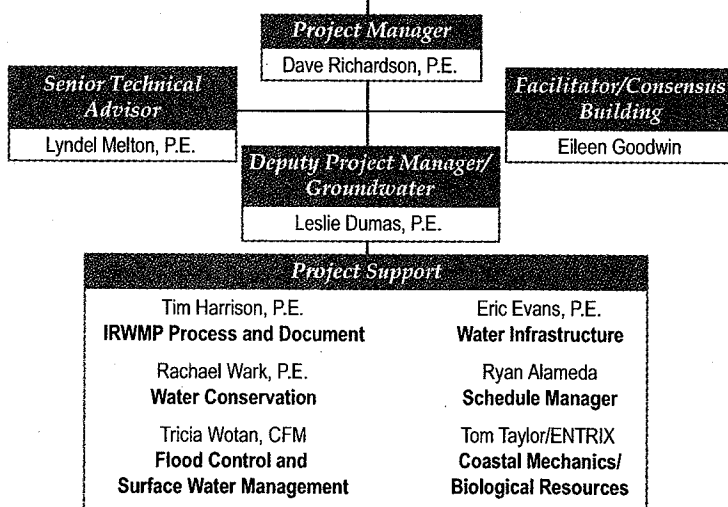 Project Manager
Dave Richardson, P.E.
Senior Technical
Advisor
Lyndel Melton, P.E.
Facilitator/Consensus
Building
Eileen Goodwin
Deputy Project Manager/
Groundwater
Leslie Dumas, P.E.
Project Support
Tim Harrison, P.E.
IRWMP Process and Document
Eric Evans, P.E.
Water Infrastructure
Rachael Wark, P.E.
Water Conservation
Ryan Alameda
Schedule Manager
Tricia Wotan, CFM
Flood Control and
Surface Water Management
Tom Taylor/ENTRIX
Coastal Mechanics/
Biological Resources